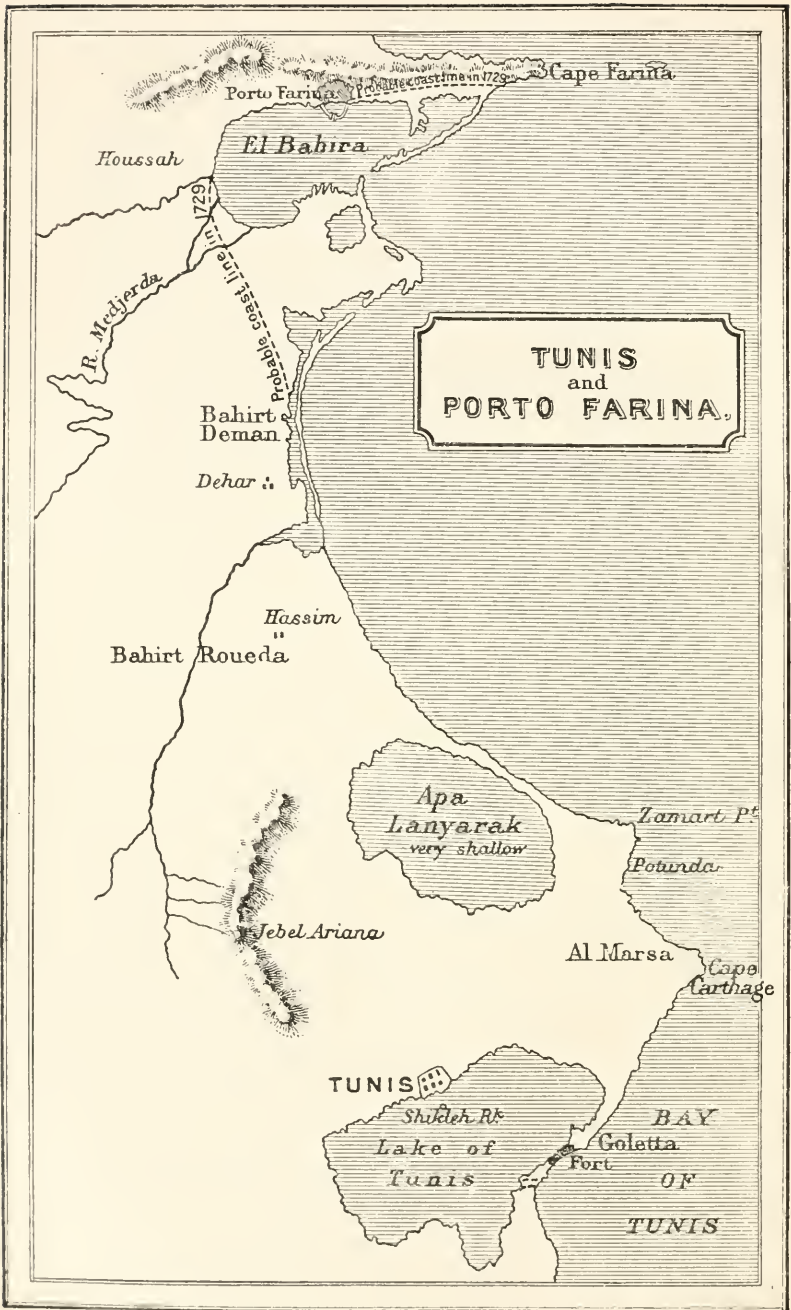 Cape Farina
Probable coast line in 1729
Porto Farina
El Bahira
Houssah
Probable coast line in 1729
R. Medjerda
TUNIS
and
PORTO FARINA.
Bahirt
Deman
Dehar
Hassim
Bahirt Roueda
Apa
Lanyarak
very shallow
Zamart Pt.
Potunda
Jebel Ariana
Al Marsa
Cape
Carthage
TUNIS
Shikleh Rk.
Lake of
Tunis
Goletta
Fort
BAY
OF
TUNIS